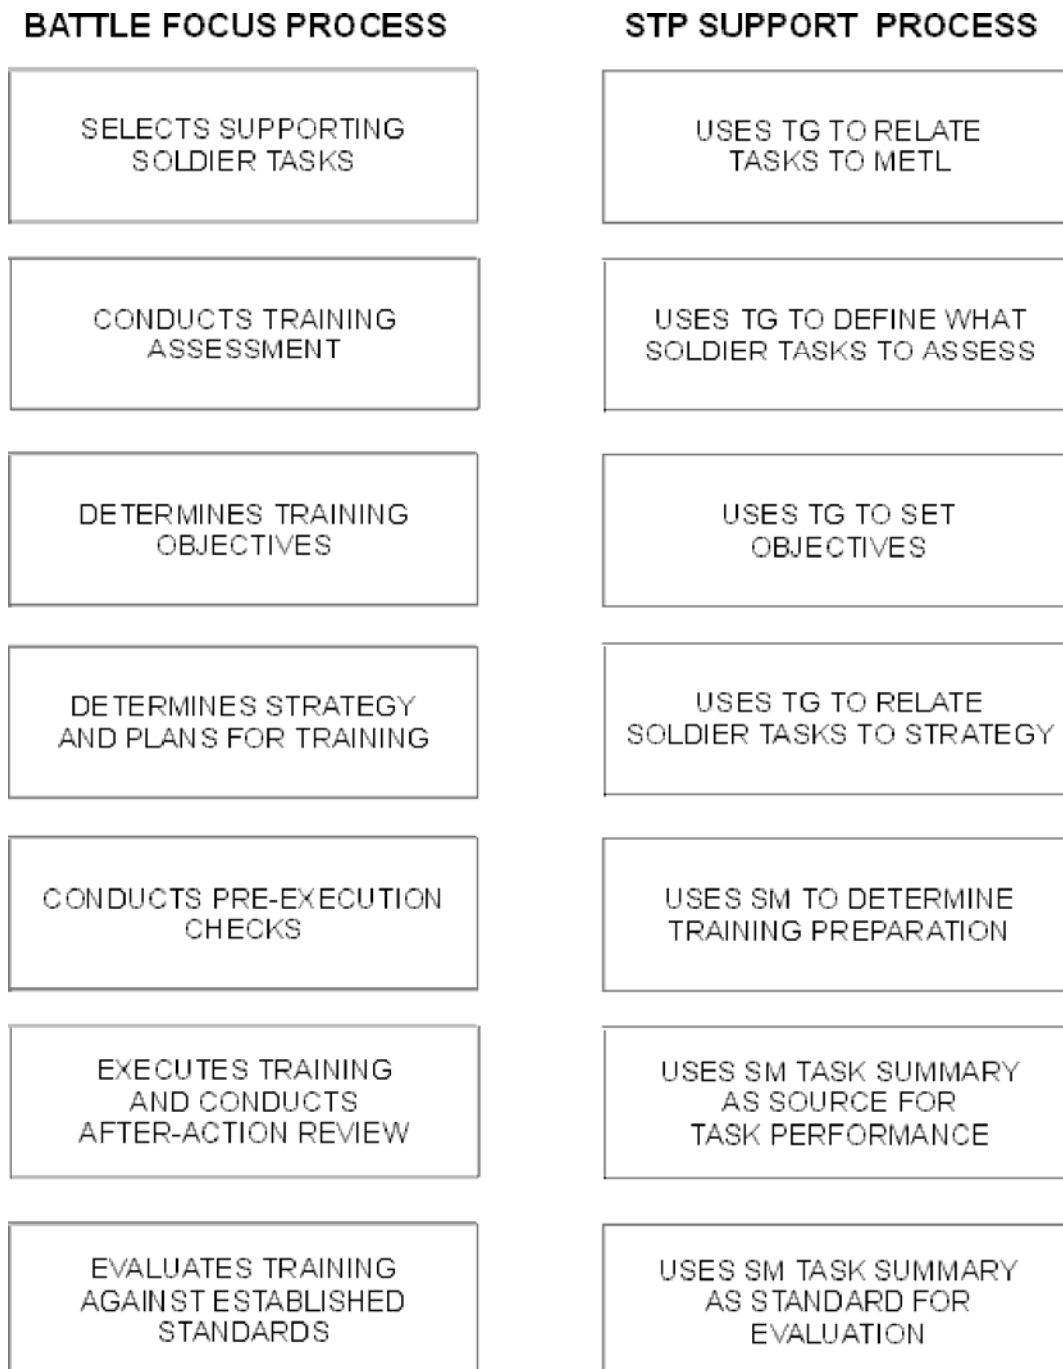 BATTLE FOCUS PROCESS
STP SUPPORT PROCESS
SELECTS SUPPORTING
SOLDIER TASKS
USES TG TO RELATE
TASKS TO METL
CONDUCTS TRAINING
ASSESSMENT
USES TG TO DEFINE WHAT
SOLDIER TASKS TO ASSESS
DETERMINES TRAINING
OBJECTIVES
USES TG TO SET
OBJECTIVES
DETERMINES STRATEGY
AND PLANS FOR TRAINING
USES TG TO RELATE
SOLDIER TASKS TO STRATEGY
CONDUCTS PRE-EXECUTION
CHECKS
USES SM TO DETERMINE
TRAINING PREPARATION
EXECUTES TRAINING
AND CONDUCTS
AFTER-ACTION REVIEW
USES SM TASK SUMMARY
AS SOURCE FOR
TASK PERFORMANCE
EVALUATES TRAINING
AGAINST ESTABLISHED
STANDARDS
USES SM TASK SUMMARY
AS STANDARD FOR
EVALUATION